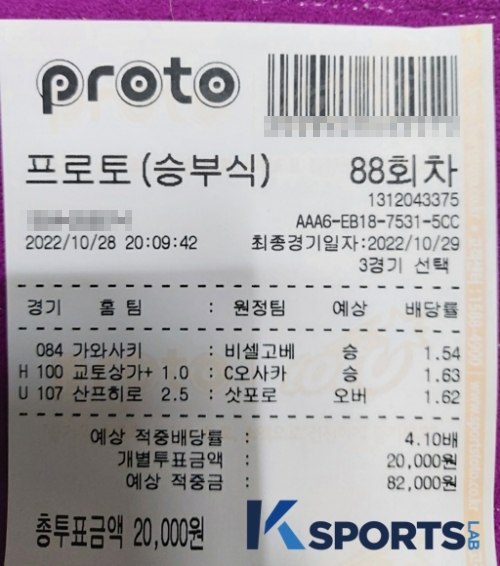 proto
프로토(승부식) 88회차
1312043375
AAA6-EB18-7531-5CC
2022/10/28 20:09:42 최종경기일자:2022/10/29
3경기 선택
경기 홈 팀 : 원정팀 예상 배당률
084 가와사키 : 비셀고베 승 1.54
H 100 교토상가+ 1.0 : C오사카 승 1.63
U 107 산프히로 2.5 : 삿포로 오버 1.62
예상 적중배당률 : 4.10배
개별투표금액 : 20,000원
예상 적중금 : 82,000원
총투표금액 20,000원
K SPORTS LAB